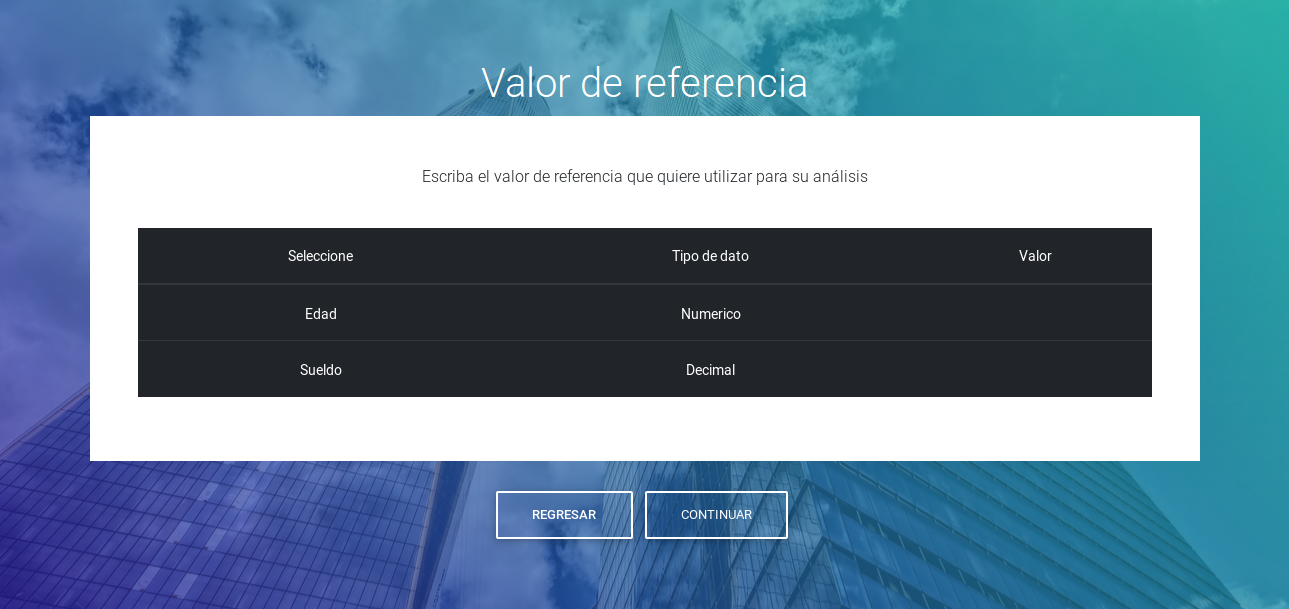 Valor de referencia
Escriba el valor de referencia que quiere utilizar para su análisis
Seleccione Tipo de dato Valor
Edad Numerico
Sueldo Decimal
REGRESAR CONTINUAR